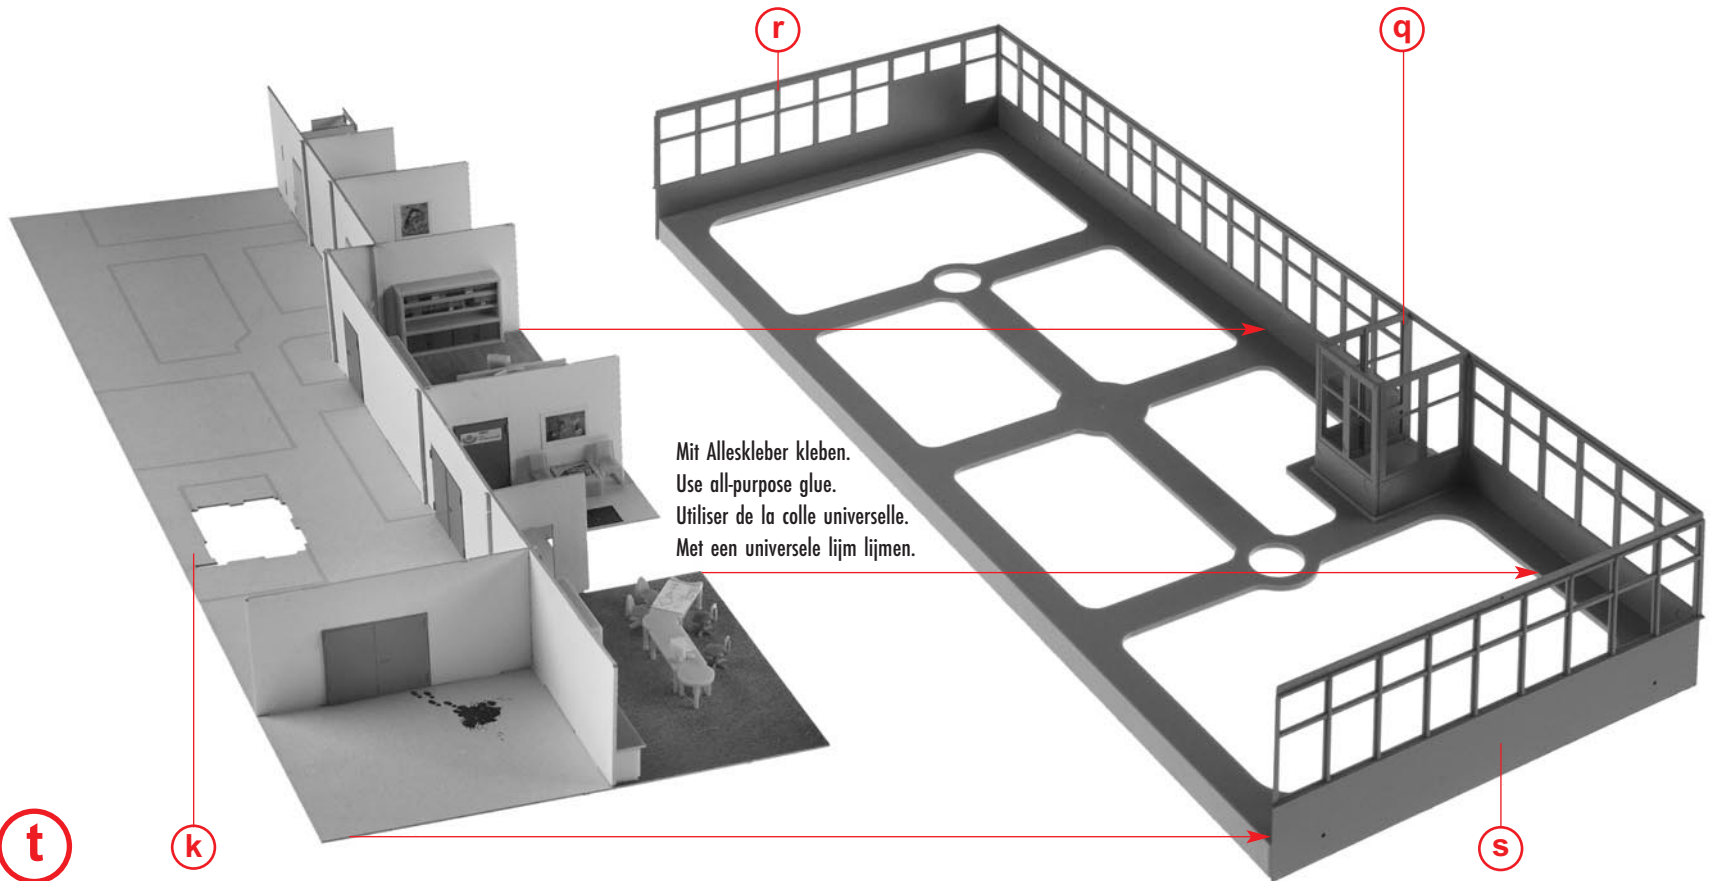 r
q
Mit Alleskleber kleben.
Use all-purpose glue.
Utiliser de la colle universelle.
Met een universele lijm lijmen.
t
k
s